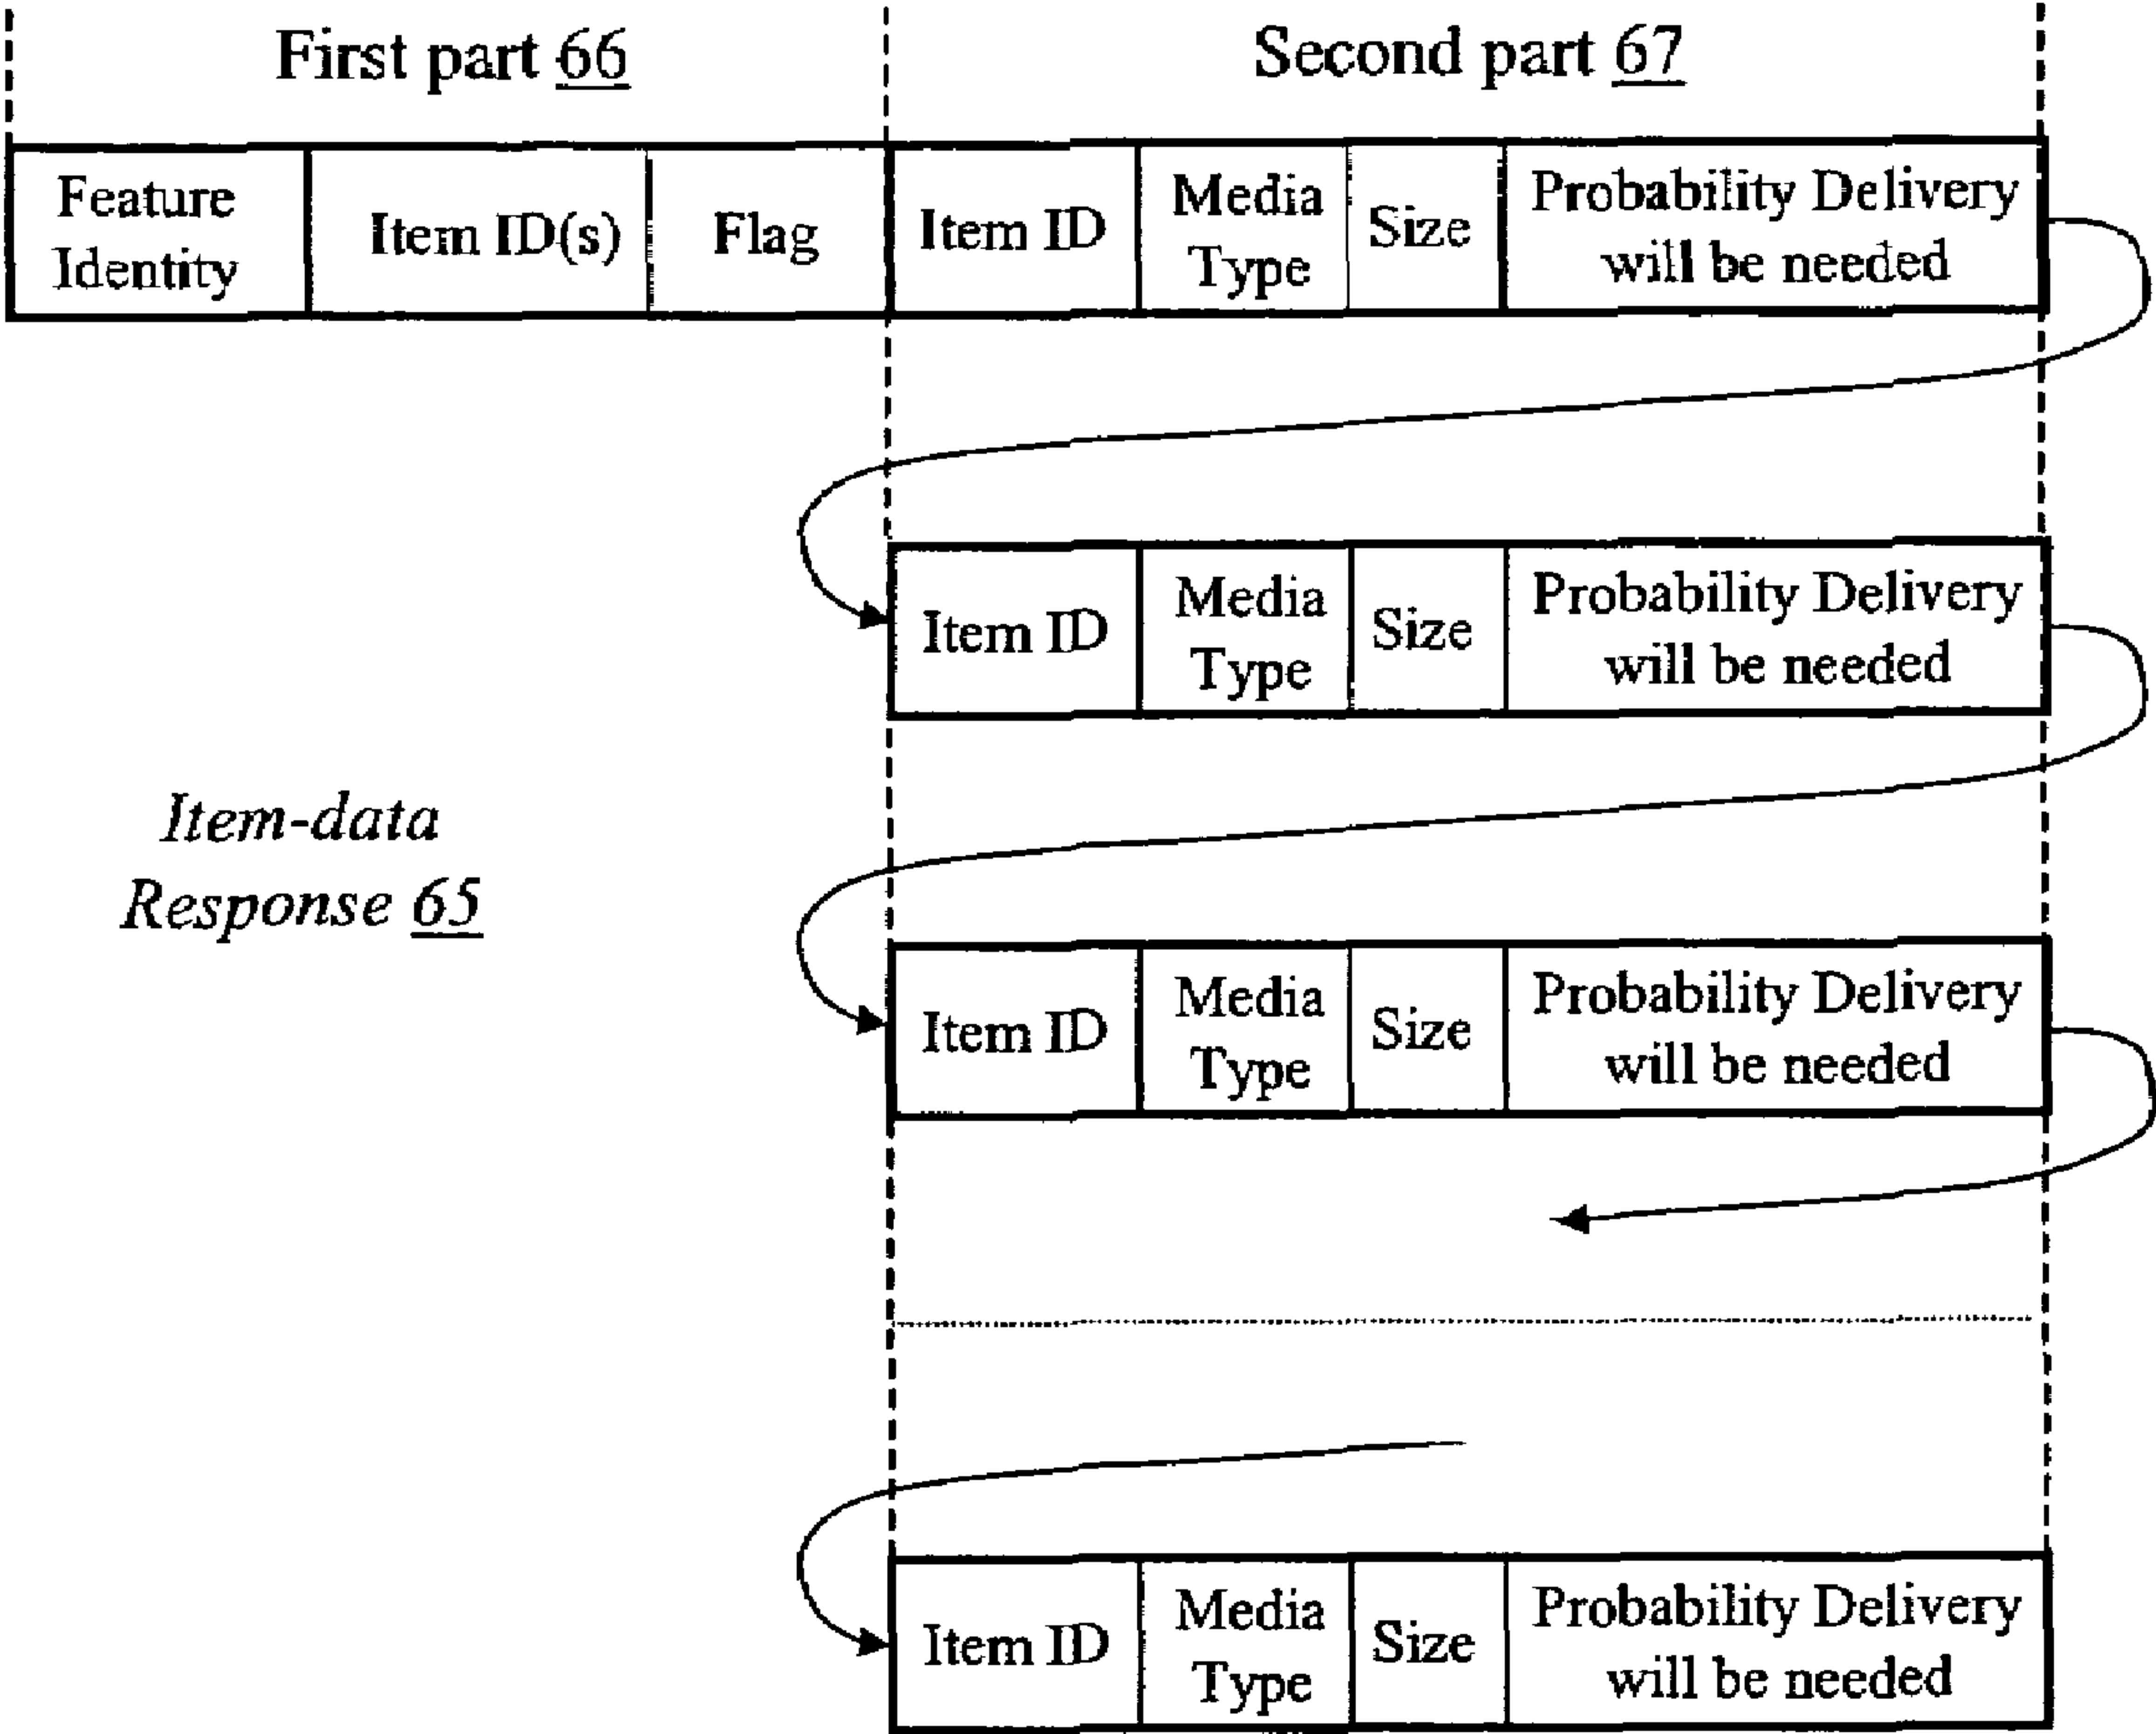 First part 66
Second part 67
Feature
Identity
Item ID(s)
Flag
Item ID
Media
Type
Size
Probability Delivery
will be needed
Item ID
Media
Type
Size
Probability Delivery
will be needed
Item-data
Response 65
Item ID
Media
Type
Size
Probability Delivery
will be needed
Item ID
Media
Type
Size
Probability Delivery
will be needed